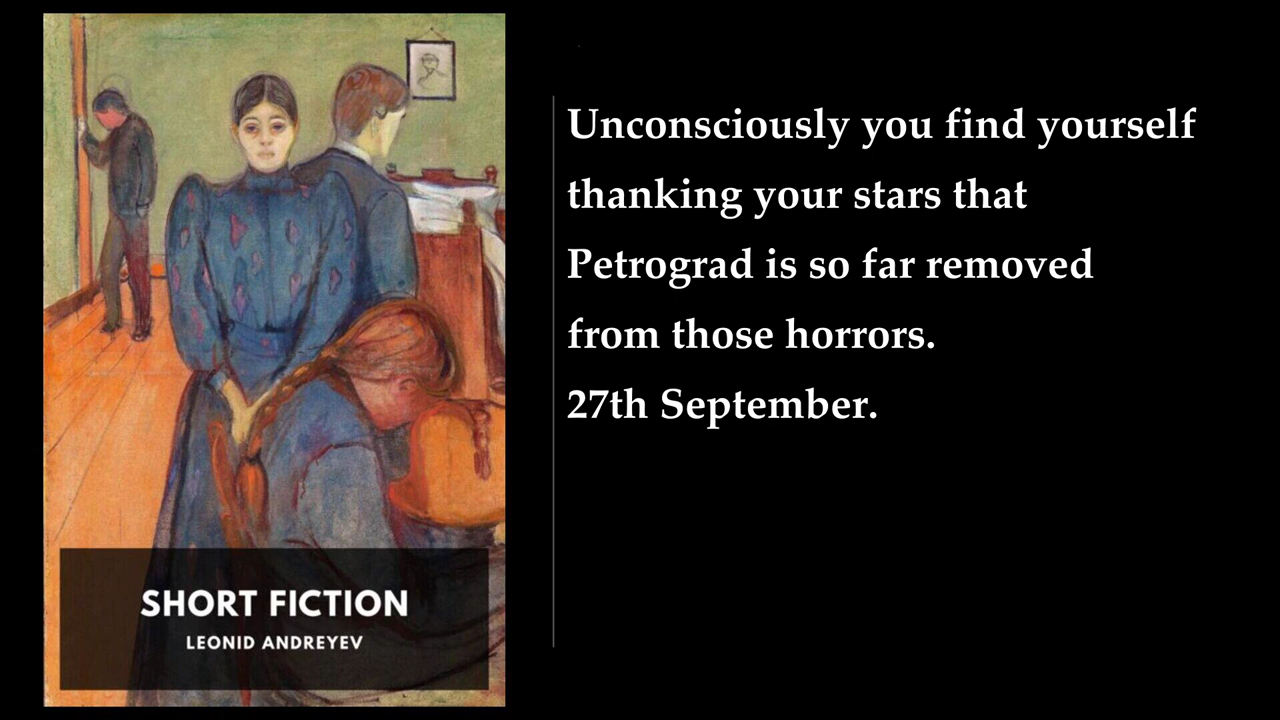 SHORT FICTION
LEONID ANDREYEV
Unconsciously you find yourself
thanking your stars that
Petrograd is so far removed
from those horrors.
27th September.